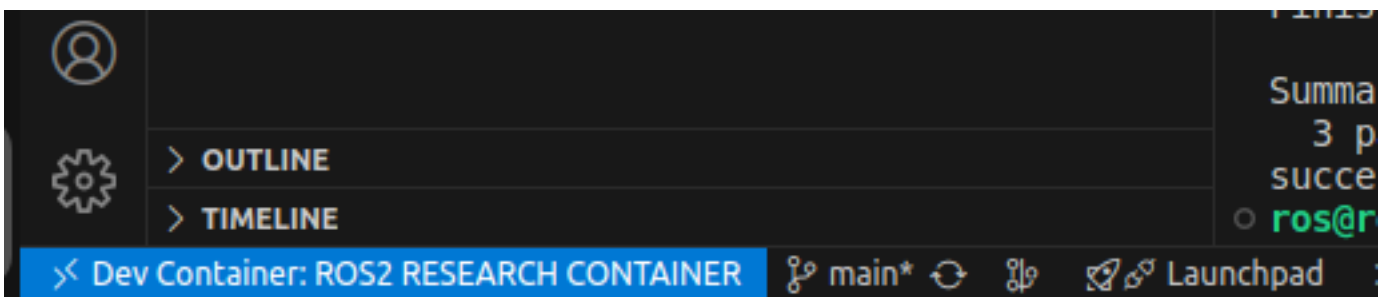 Summa
3 p
OUTLINE
succe
TIMELINE
ros@r
Dev Container: ROS2 RESEARCH CONTAINER main* Launchpad